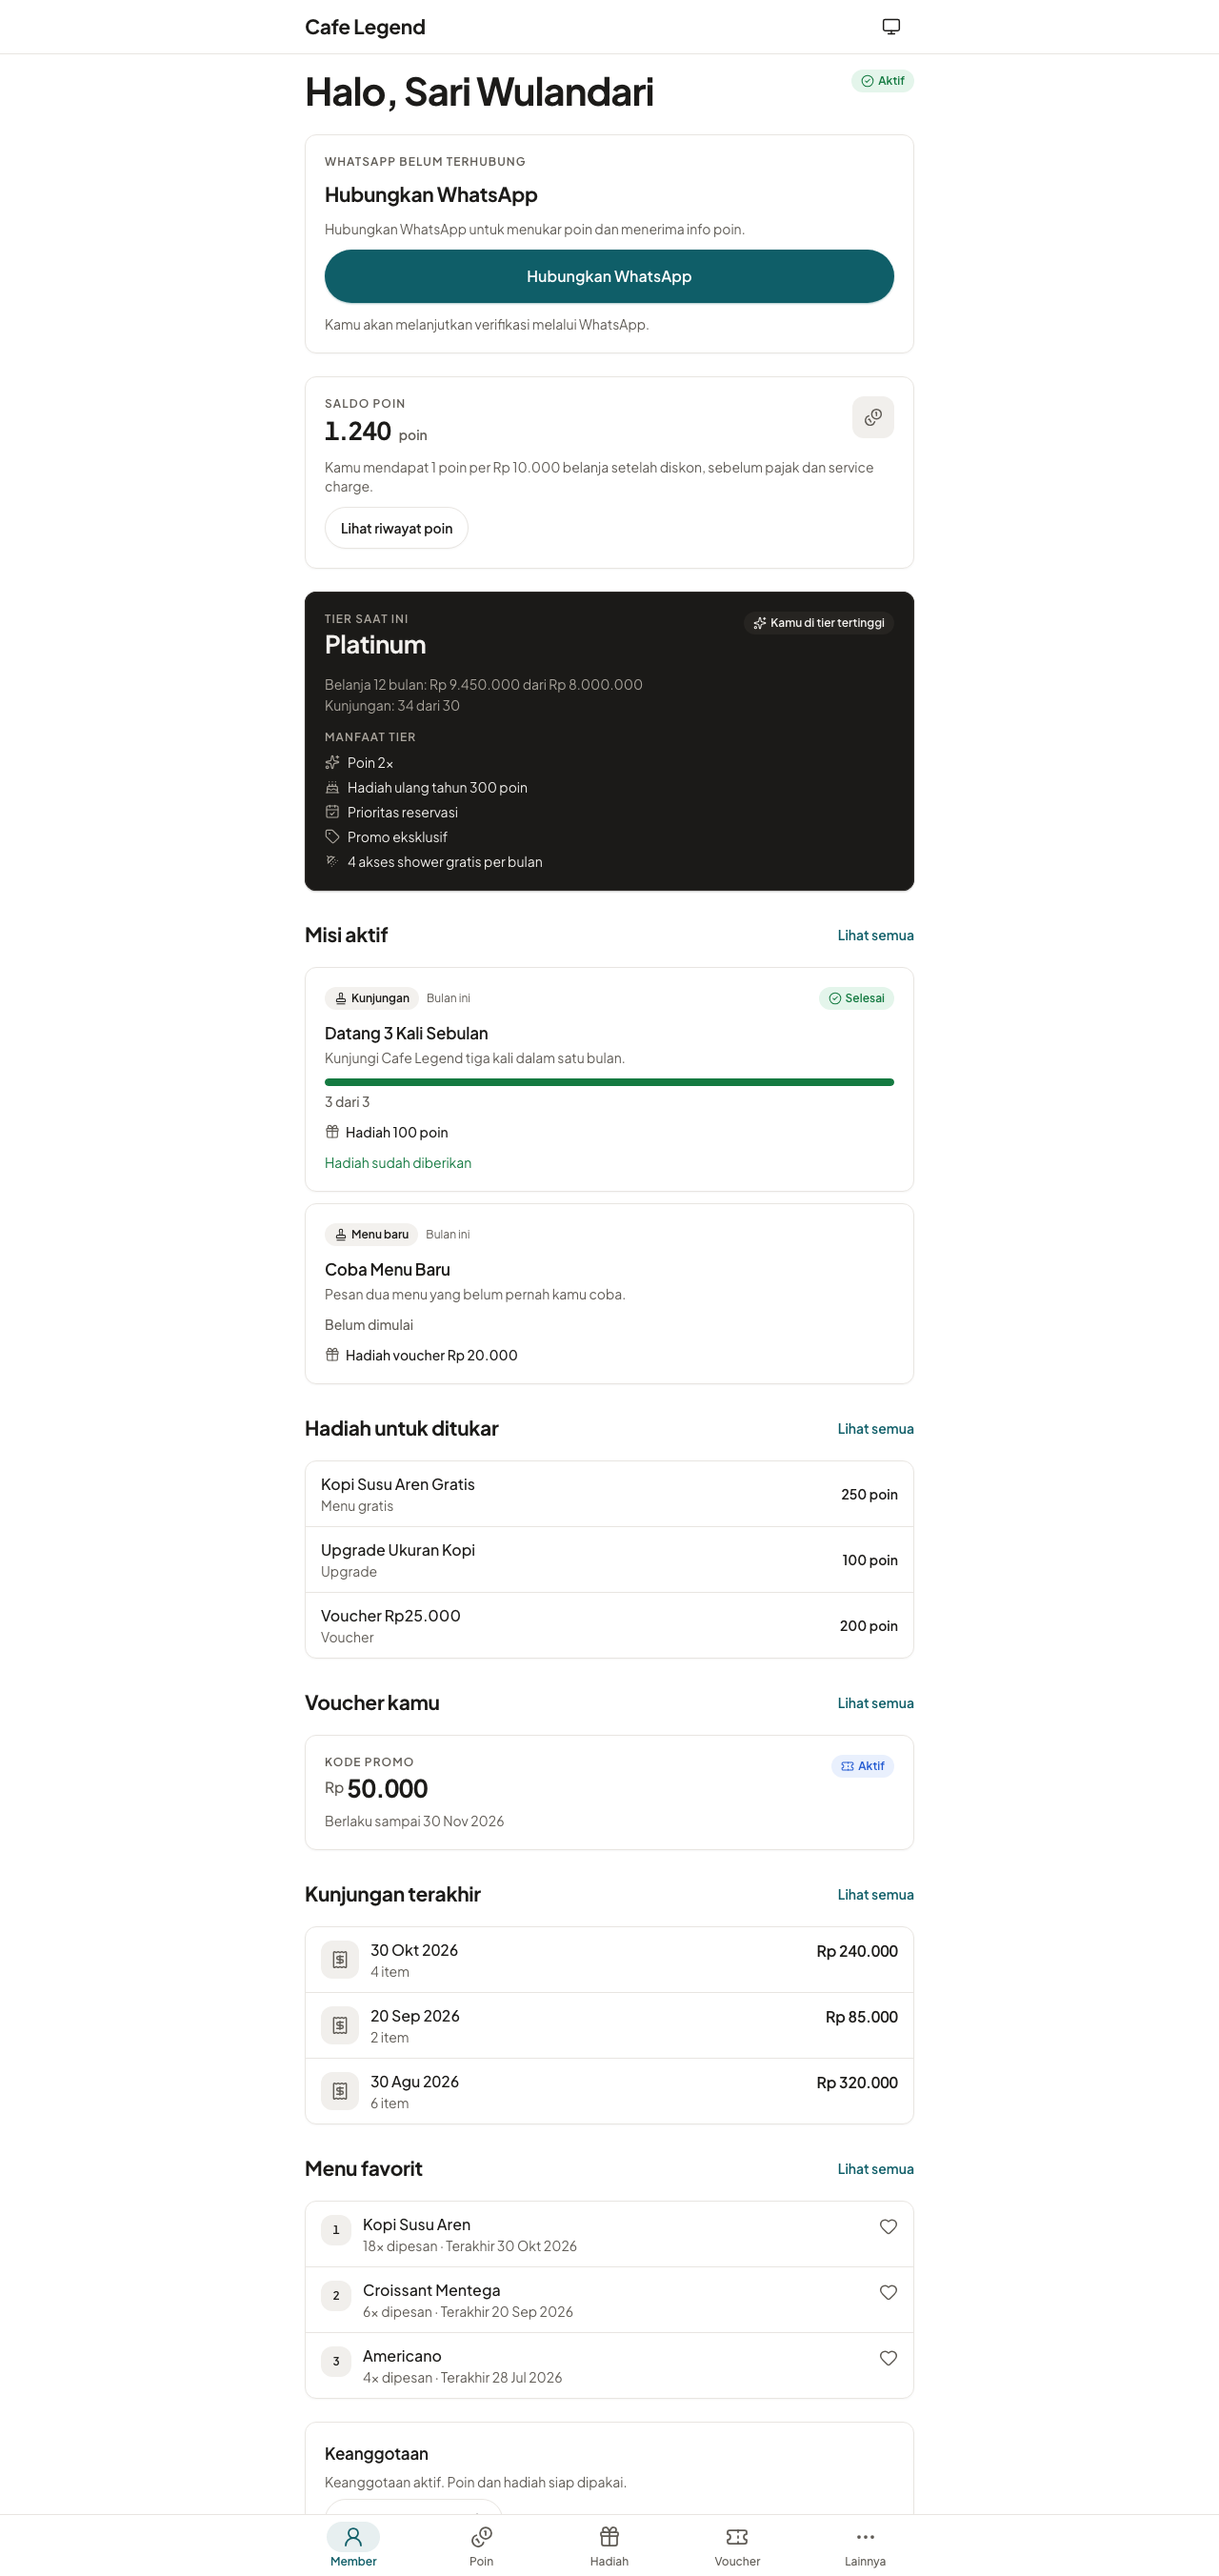 Cafe Legend
Halo, Sari Wulandari
Aktif
WHATSAPP BELUM TERHUBUNG
Hubungkan WhatsApp
Hubungkan WhatsApp untuk menukar poin dan menerima info poin.
Hubungkan WhatsApp
Kamu akan melanjutkan verifikasi melalui WhatsApp.
SALDO POIN
1.240 poin
Kamu mendapat 1 poin per Rp 10.000 belanja setelah diskon, sebelum pajak dan service
charge.
Lihat riwayat poin
TIER SAAT INI
Platinum
Kamu di tier tertinggi
Belanja 12 bulan: Rp 9.450.000 dari Rp 8.000.000
Kunjungan: 34 dari 30
MANFAAT TIER
Poin 2×
Hadiah ulang tahun 300 poin
Prioritas reservasi
Promo eksklusif
4 akses shower gratis per bulan
Misi aktif
Lihat semua
Kunjungan Bulan ini
Selesai
Datang 3 Kali Sebulan
Kunjungi Cafe Legend tiga kali dalam satu bulan.
3 dari 3
Hadiah 100 poin
Hadiah sudah diberikan
Menu baru Bulan ini
Coba Menu Baru
Pesan dua menu yang belum pernah kamu coba.
Belum dimulai
Hadiah voucher Rp 20.000
Hadiah untuk ditukar
Lihat semua
Kopi Susu Aren Gratis
Menu gratis
250 poin
Upgrade Ukuran Kopi
Upgrade
100 poin
Voucher Rp25.000
Voucher
200 poin
Voucher kamu
Lihat semua
KODE PROMO
Rp 50.000
Aktif
Berlaku sampai 30 Nov 2026
Kunjungan terakhir
Lihat semua
30 Okt 2026
4 item
Rp 240.000
20 Sep 2026
2 item
Rp 85.000
30 Agu 2026
6 item
Rp 320.000
Menu favorit
Lihat semua
1
Kopi Susu Aren
18× dipesan · Terakhir 30 Okt 2026
2
Croissant Mentega
6× dipesan · Terakhir 20 Sep 2026
3
Americano
4× dipesan · Terakhir 28 Jul 2026
Keanggotaan
Keanggotaan aktif. Poin dan hadiah siap dipakai.
Member
Poin
Hadiah
Voucher
Lainnya